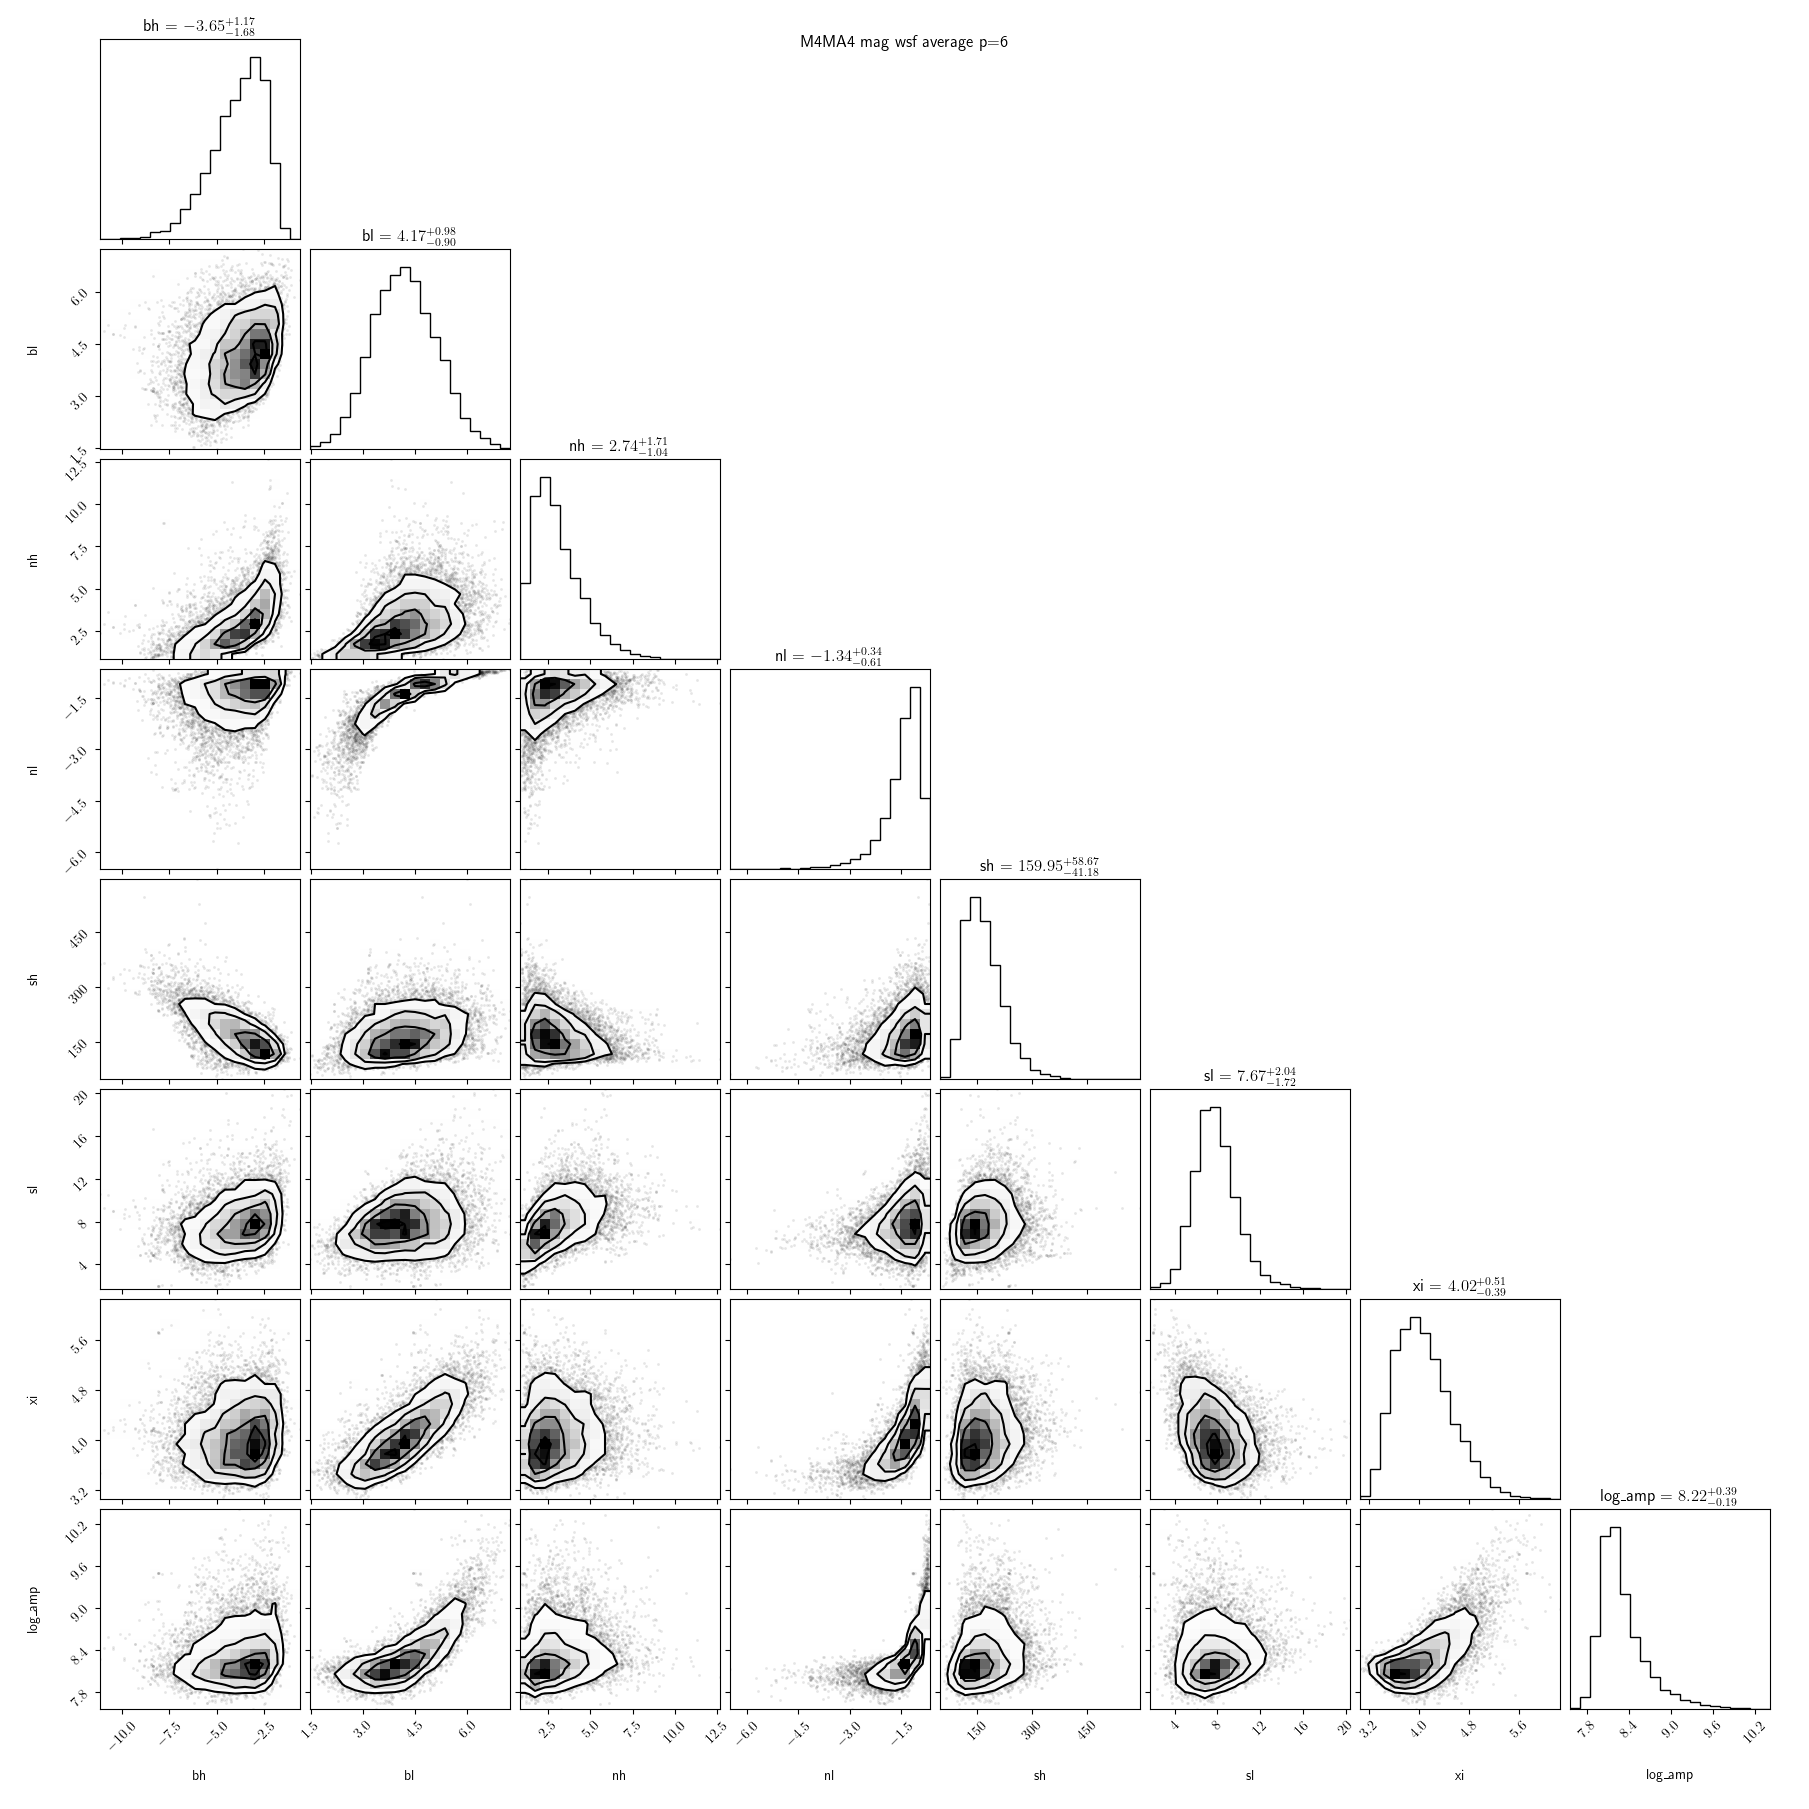 bh = −3.65+1.17−1.68
M4MA4 mag wsf average p=6
bl = 4.17+0.98−0.90
6.0
4.5
3.0
1.5
bl
nh = 2.74+1.71−1.04
12.5
10.0
7.5
5.0
2.5
nh
nl = −1.34+0.34−0.61
−1.5
−3.0
−4.5
−6.0
nl
sh = 159.95+58.67−41.18
450
300
150
sh
sl = 7.67+2.04−1.72
20
16
12
8
4
sl
xi = 4.02+0.51−0.39
5.6
4.8
4.0
3.2
xi
log_amp = 8.22+0.39−0.19
10.2
9.6
9.0
8.4
7.8
log_amp
−10.0 −7.5 −5.0 −2.5 1.5 3.0 4.5 6.0 2.5 5.0 7.5 10.0 12.5 −6.0 −4.5 −3.0 −1.5 150 300 450 4 8 12 16 20 3.2 4.0 4.8 5.6 7.8 8.4 9.0 9.6 10.2
bh bl nh nl sh sl xi log_amp